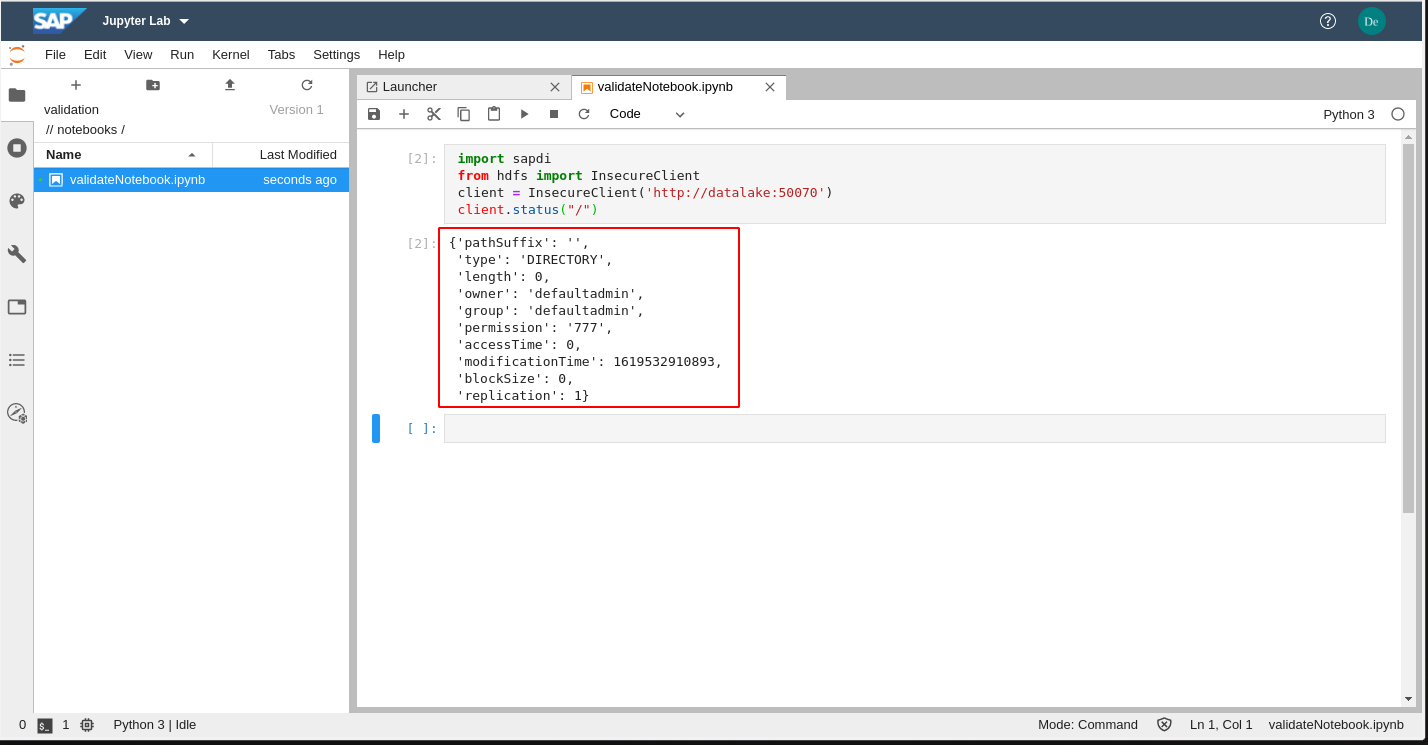 SAP Jupyter Lab De
File Edit View Run Kernel Tabs Settings Help
validation Version 1
// notebooks /
Name Last Modified
validateNotebook.ipynb seconds ago
Launcher validateNotebook.ipynb
Code Python 3
[2]: import sapdi
from hdfs import InsecureClient
client = InsecureClient('http://datalake:50070')
client.status("/")
[2]: {'pathSuffix': '',
'type': 'DIRECTORY',
'length': 0,
'owner': 'defaultadmin',
'group': 'defaultadmin',
'permission': '777',
'accessTime': 0,
'modificationTime': 1619532910893,
'blockSize': 0,
'replication': 1}
[ ]:
0 $_ 1 Python 3 | Idle Mode: Command Ln 1, Col 1 validateNotebook.ipynb